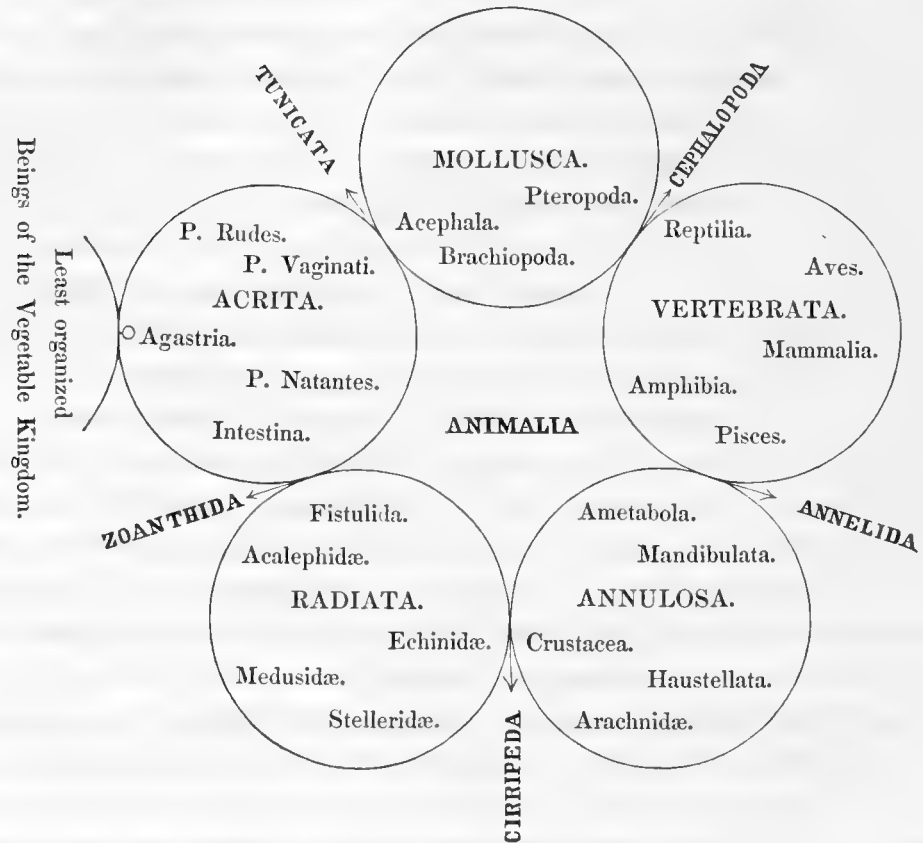 TUNICATA
CEPHALOPODA
MOLLUSCA.
Pteropoda.
Acephala.
Brachiopoda.
P. Rudes.
P. Vaginati.
ACRITA.
Agastria.
P. Natantes.
Intestina.
Least organized
Beings of the Vegetable Kingdom.
Reptilia.
Aves.
VERTEBRATA.
Mammalia.
Amphibia.
Pisces.
ANIMALIA
ZOANTHIDA
ANNELIDA
Fistulida.
Acalephidæ.
RADIATA.
Echinidæ.
Medusidæ.
Stelleridæ.
Ametabola.
Mandibulata.
ANNULOSA.
Crustacea.
Haustellata.
Arachnidæ.
CIRRIPEDA